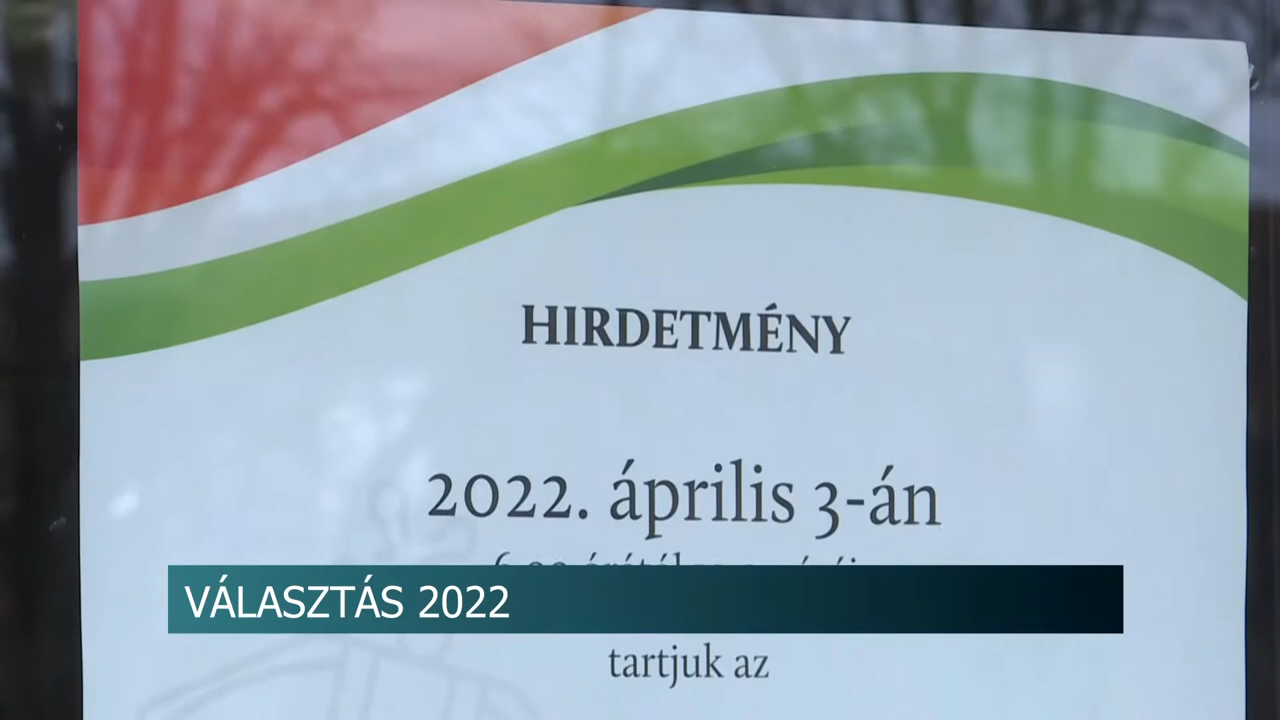 HIRDETMÉNY
2022. április 3-án
VÁLASZTÁS 2022
tartjuk az